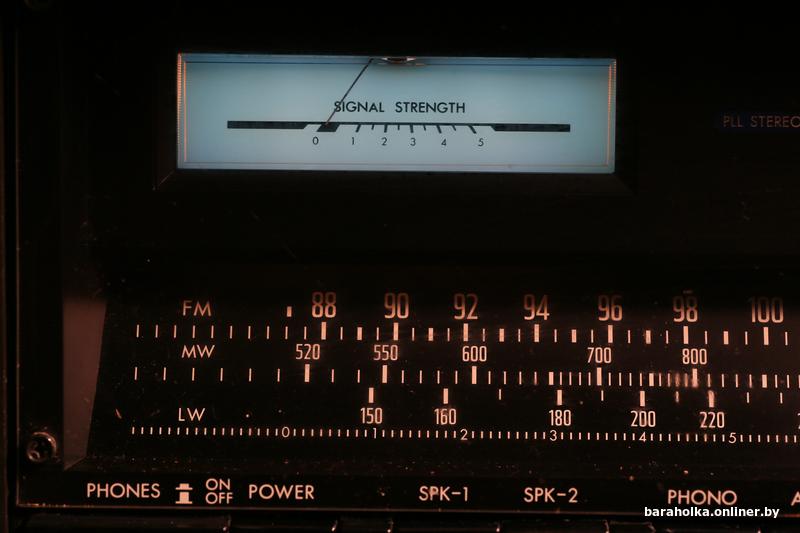 SIGNAL STRENGTH
0 1 2 3 4 5
PLL STEREO
FM 88 90 92 94 96 98 100
MW 520 550 600 700 800
LW 150 160 180 200 220
0 1 2 3 4 5
PHONES ON OFF POWER SPK-1 SPK-2 PHONO A
baraholka.onliner.by